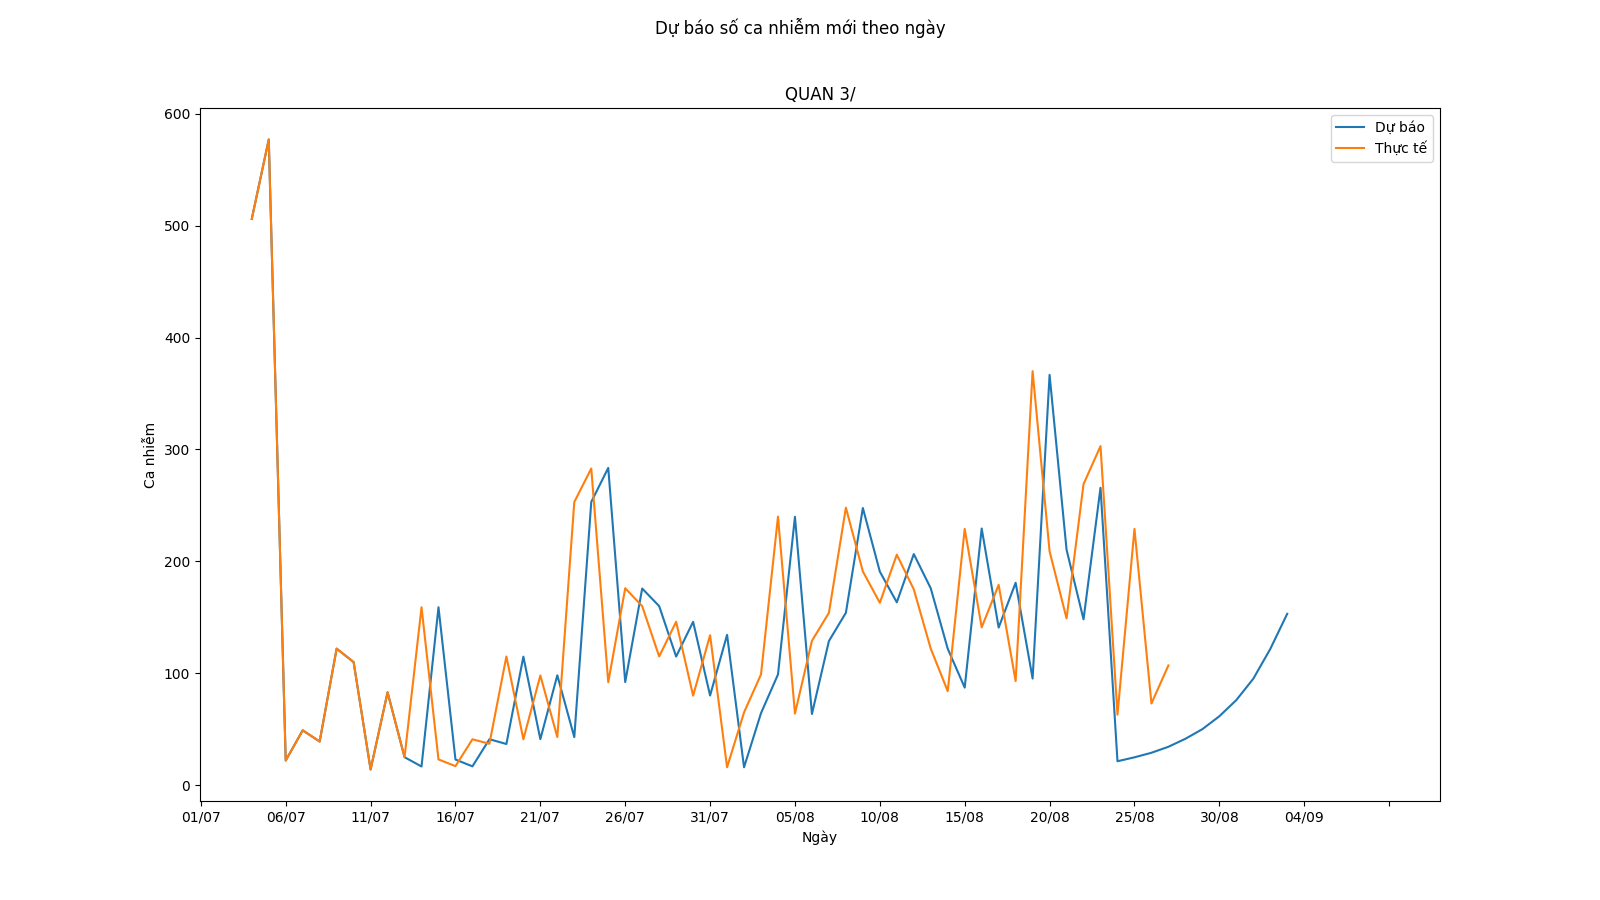 Dự báo số ca nhiễm mới theo ngày
QUAN 3/
Dự báo
Thực tế
600
500
400
300
200
100
0
Ca nhiễm
01/07 06/07 11/07 16/07 21/07 26/07 31/07 05/08 10/08 15/08 20/08 25/08 30/08 04/09
Ngày